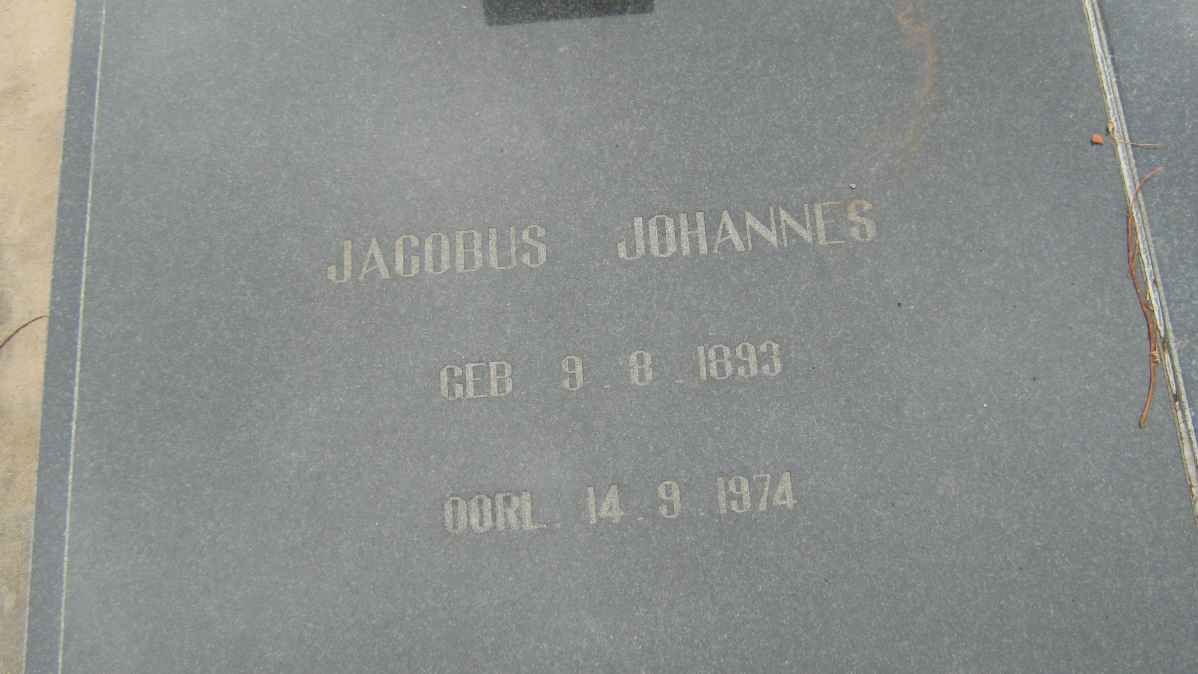 JACOBUS JOHANNES
GEB. 9.8.1893
OORL. 14.9.1974